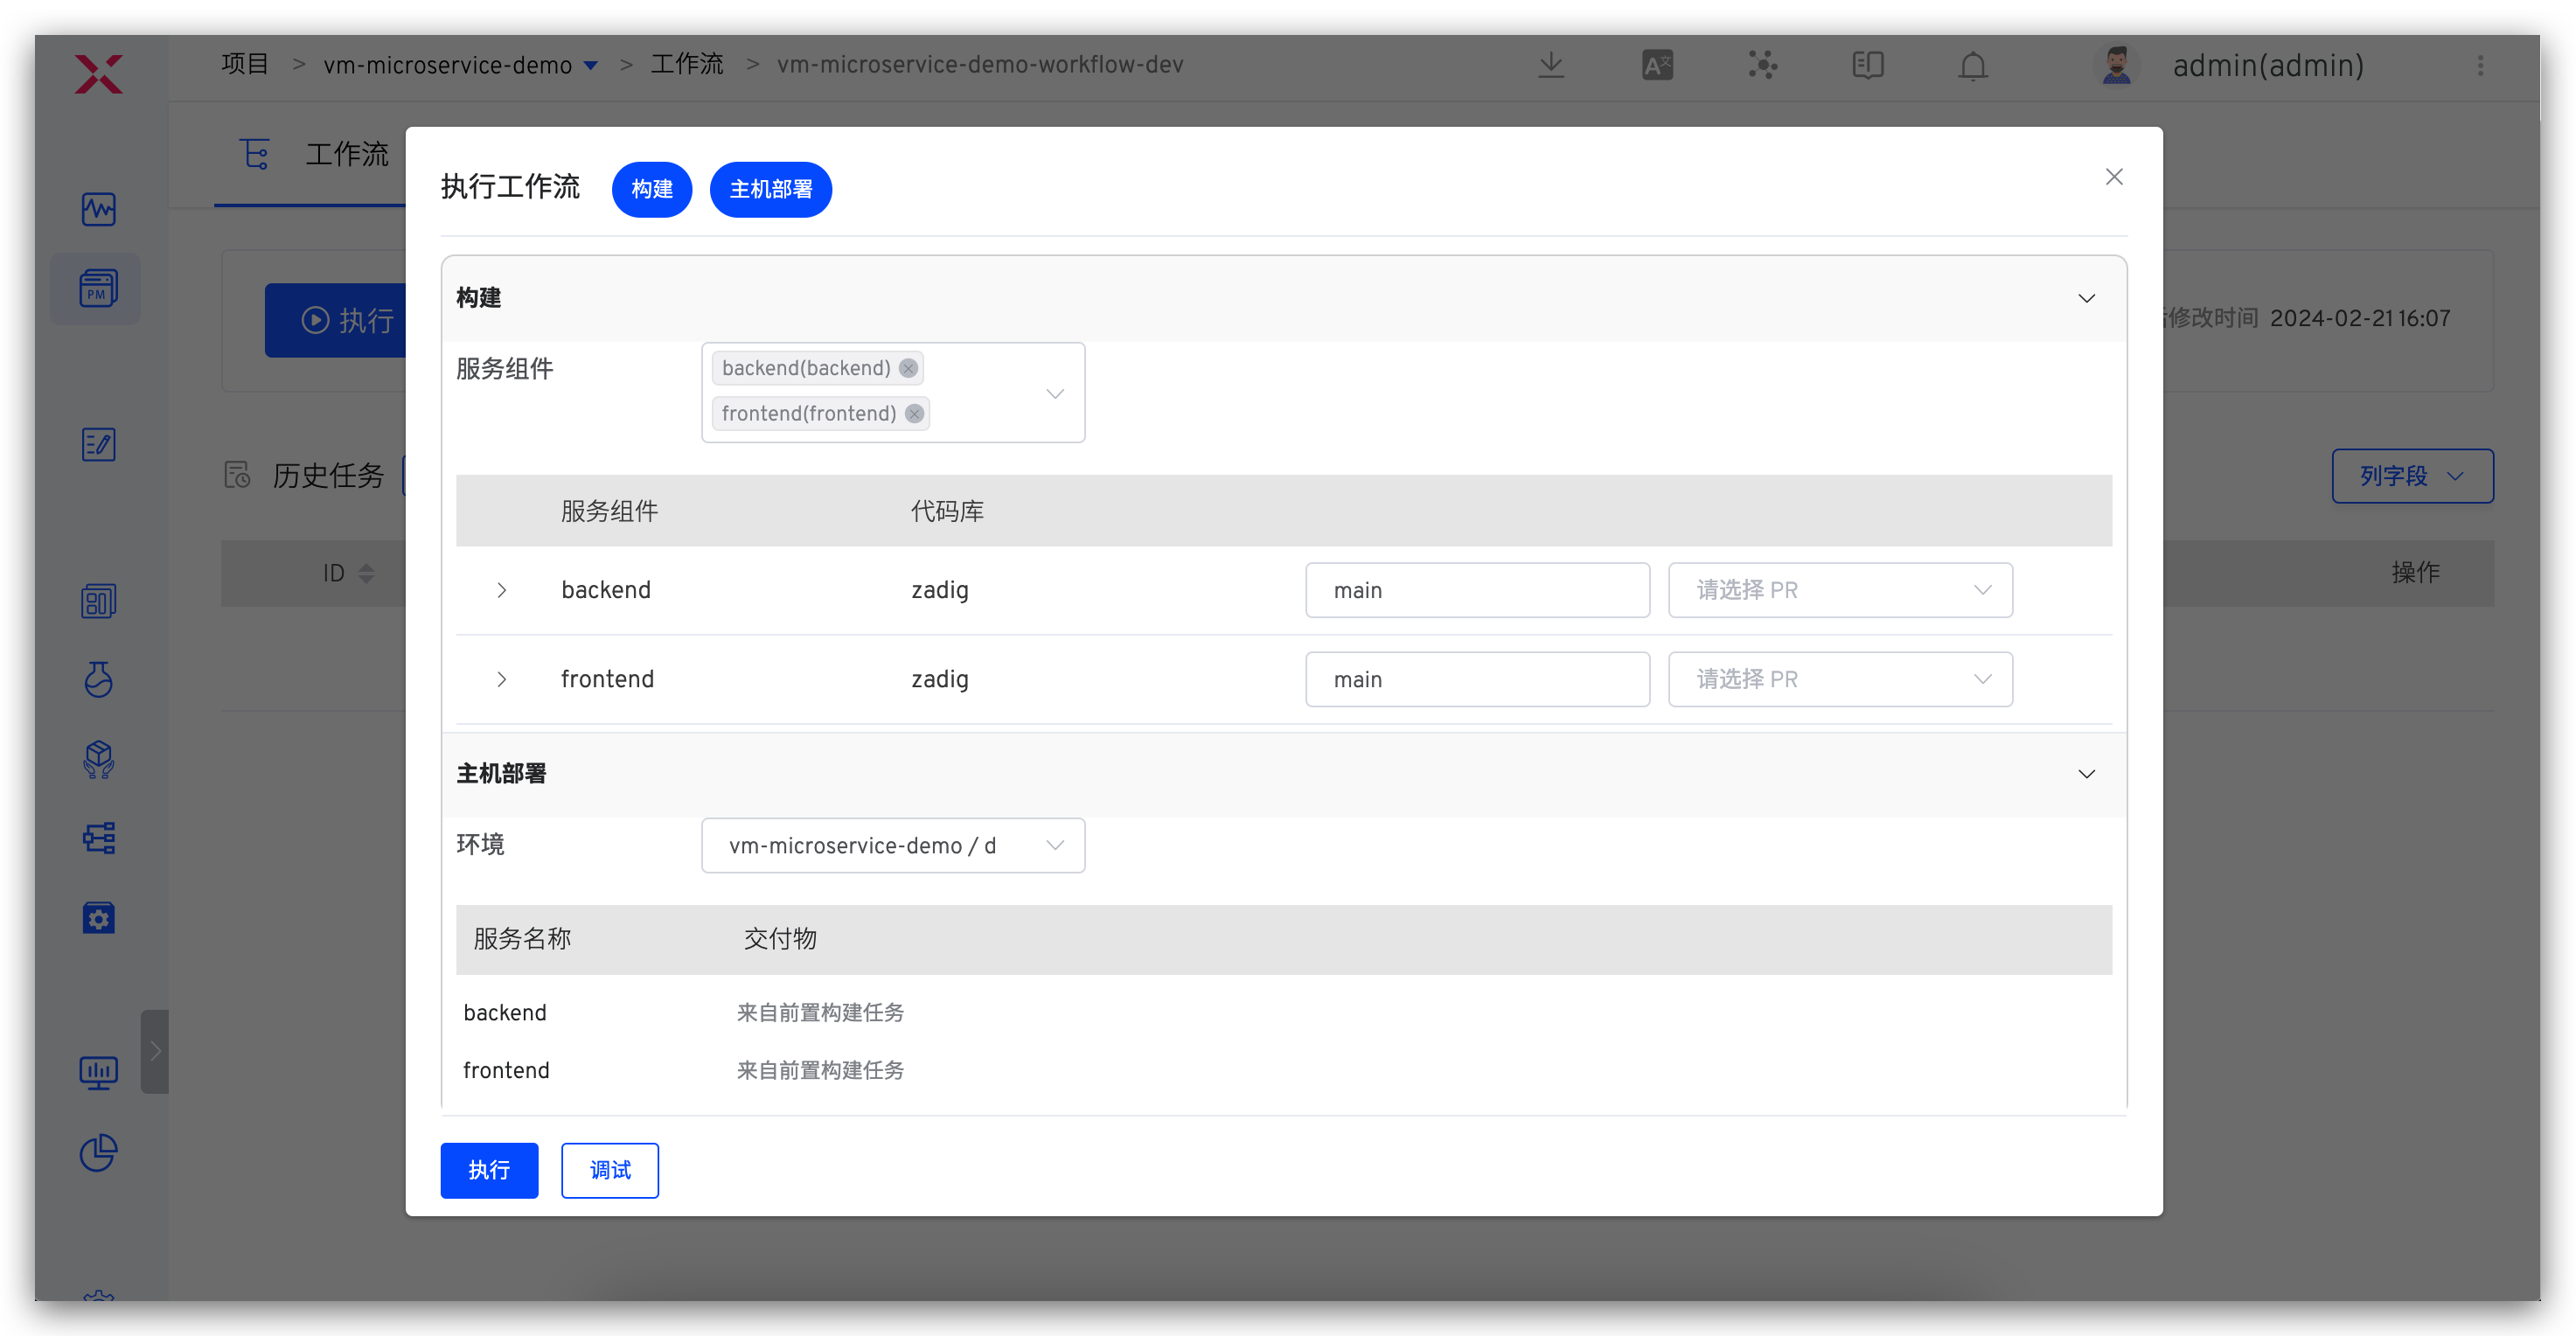 项目 > vm-microservice-demo > 工作流 > vm-microservice-demo-workflow-dev
admin(admin)
工作流
PM
执行
修改时间 2024-02-21 16:07
历史任务
列字段
ID
操作
执行工作流 构建 主机部署
构建
服务组件
backend(backend)
frontend(frontend)
服务组件 代码库
backend zadig main 请选择 PR
frontend zadig main 请选择 PR
主机部署
环境 vm-microservice-demo / d
服务名称 交付物
backend 来自前置构建任务
frontend 来自前置构建任务
执行 调试